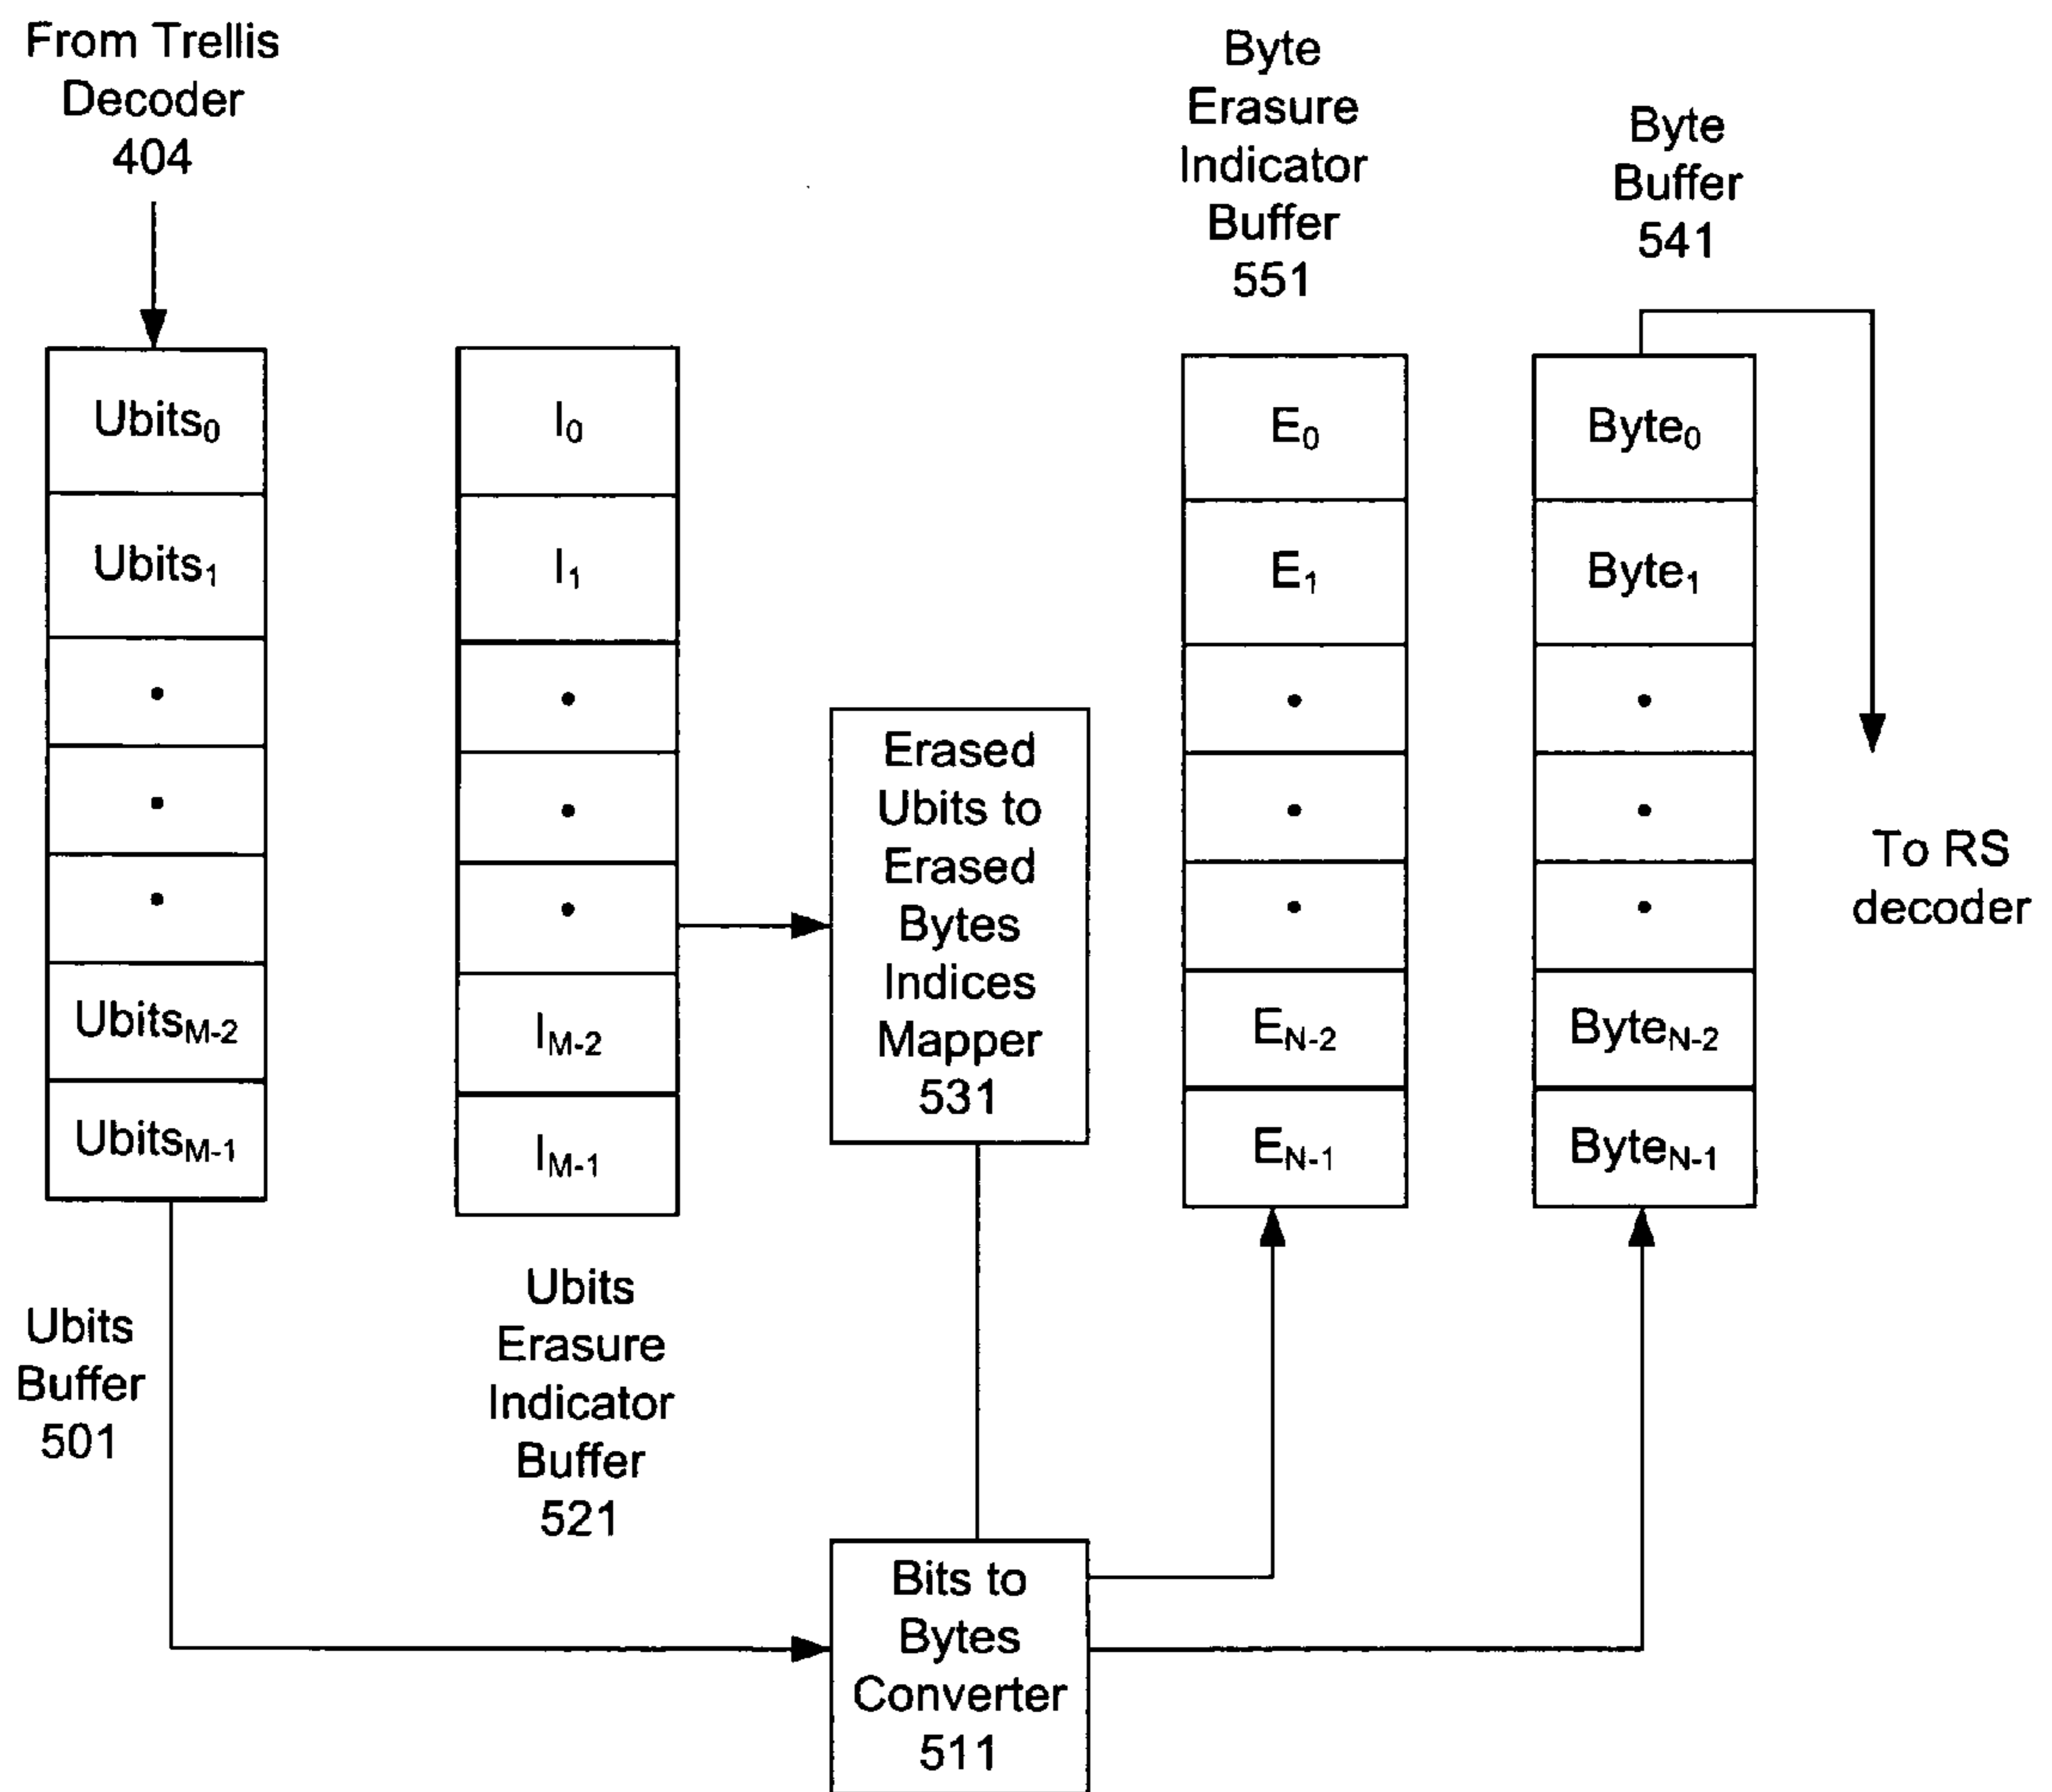 From Trellis
Decoder
404
Byte
Erasure
Indicator
Buffer
551
Byte
Buffer
541
Ubits0
Ubits1
•
•
•
UbitsM-2
UbitsM-1
I0
I1
•
•
•
IM-2
IM-1
Erased
Ubits to
Erased
Bytes
Indices
Mapper
531
E0
E1
•
•
•
EN-2
EN-1
Byte0
Byte1
•
•
•
ByteN-2
ByteN-1
To RS
decoder
Ubits
Buffer
501
Ubits
Erasure
Indicator
Buffer
521
Bits to
Bytes
Converter
511